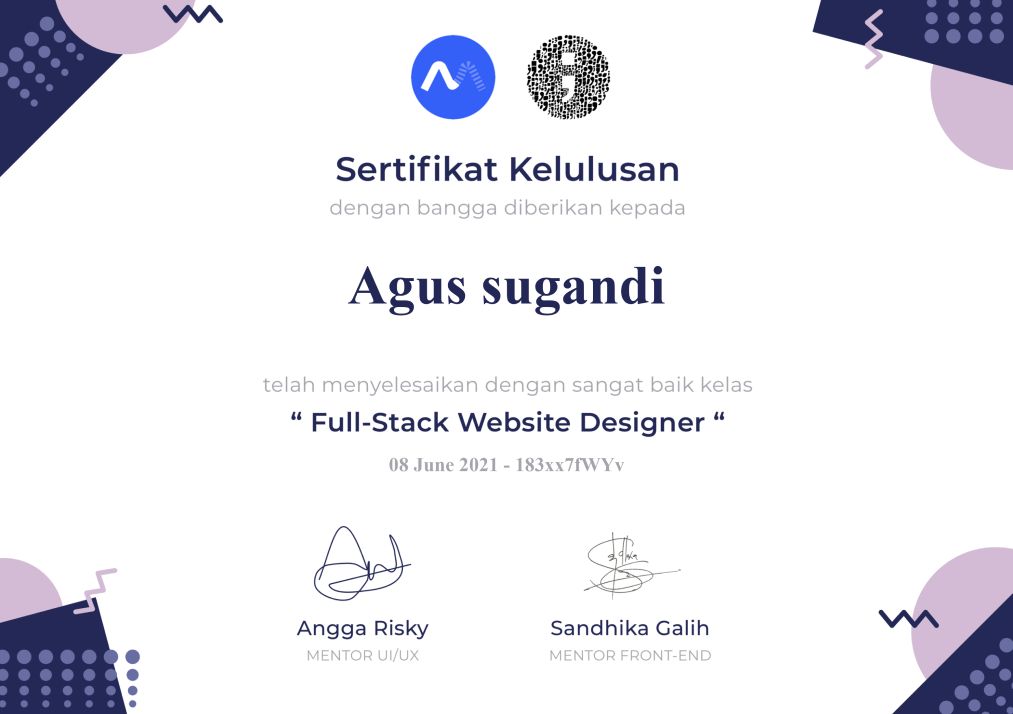 Sertifikat Kelulusan
dengan bangga diberikan kepada
Agus sugandi
telah menyelesaikan dengan sangat baik kelas
“ Full-Stack Website Designer “
08 June 2021 - 183xx7fWYv
Angga Risky
MENTOR UI/UX
Sandhika Galih
MENTOR FRONT-END